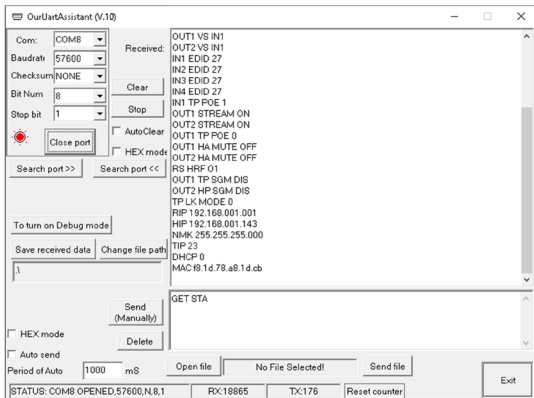 OurUartAssistant (V.10)
Com: COM8
Baudrate 57600
Checksum NONE
Bit Num 8
Stop bit 1
Close port
Received:
Clear
Stop
AutoClear
HEX mode
Search port >> Search port <<
To turn on Debug mode
Save received data Change file path
.\
OUT1 VS IN1
OUT2 VS IN1
IN1 EDID 27
IN2 EDID 27
IN3 EDID 27
IN4 EDID 27
IN1 TP POE 1
OUT1 STREAM ON
OUT2 STREAM ON
OUT1 TP POE 0
OUT1 HA MUTE OFF
OUT2 HA MUTE OFF
RS HRF O1
OUT1 TP SGM DIS
OUT2 HP SGM DIS
TP LK MODE 0
RIP 192.168.001.001
HIP 192.168.001.143
NMK 255.255.255.000
TIP 23
DHCP 0
MAC f8.1d.78.a8.1d.cb
Send
(Manually)
GET STA
HEX mode
Delete
Auto send
Period of Auto 1000 mS
Open file No File Selected! Send file
Exit
STATUS: COM8 OPENED,57600,N,8,1 RX:18865 TX:176 Reset counter